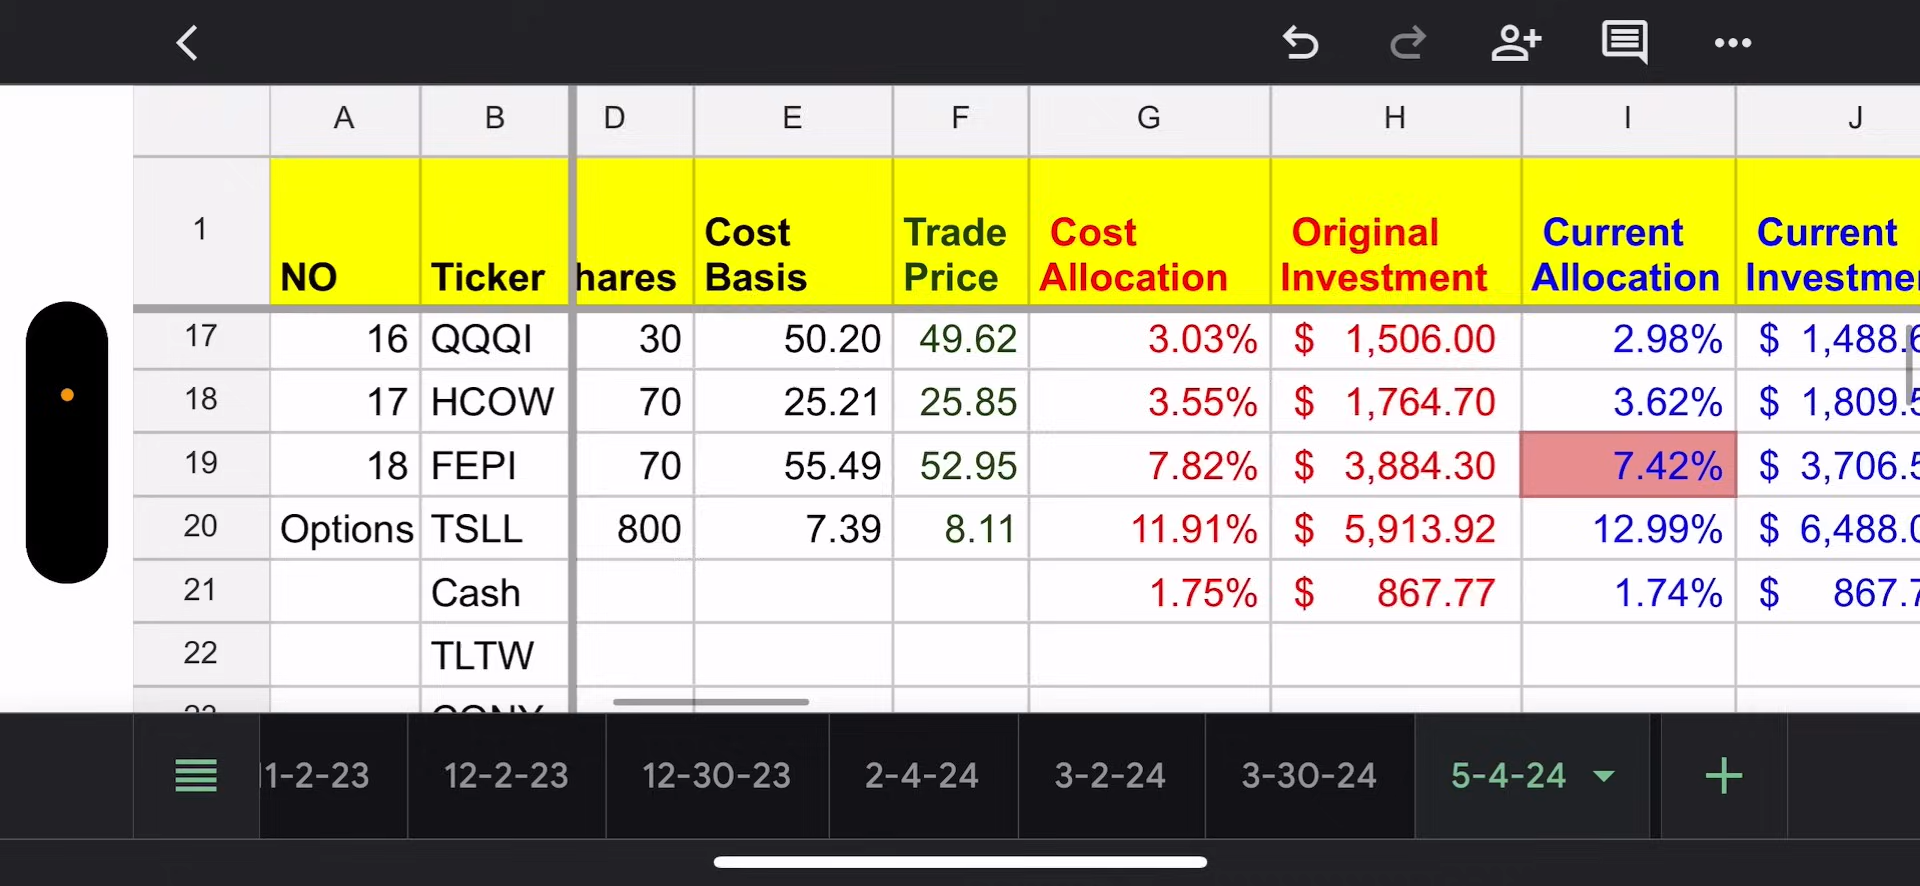 A B D E F G H I J
1 NO Ticker hares Cost Basis Trade Price Cost Allocation Original Investment Current Allocation Current Investme
17 16 QQQI 30 50.20 49.62 3.03% $ 1,506.00 2.98% $ 1,488.6
18 17 HCOW 70 25.21 25.85 3.55% $ 1,764.70 3.62% $ 1,809.5
19 18 FEPI 70 55.49 52.95 7.82% $ 3,884.30 7.42% $ 3,706.5
20 Options TSLL 800 7.39 8.11 11.91% $ 5,913.92 12.99% $ 6,488.0
21 Cash 1.75% $ 867.77 1.74% $ 867.7
22 TLTW
1-2-23 12-2-23 12-30-23 2-4-24 3-2-24 3-30-24 5-4-24